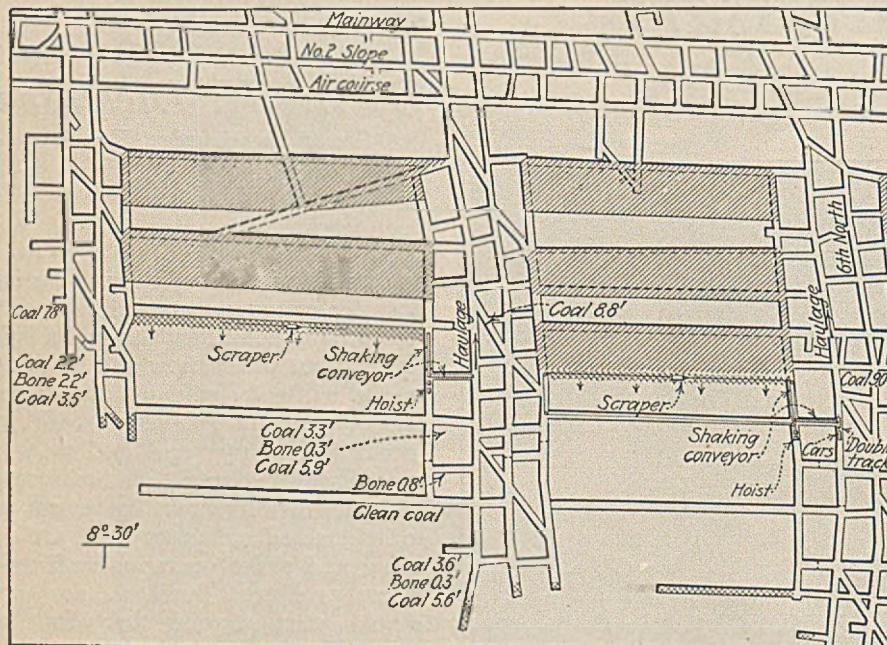 Mainway
No.2 Slope
Air course
6th North
Haulage
Haulage
Coal 8.8'
Coal 7.8'
Coal 2.2'
Bone 2.2'
Coal 3.5'
Scraper
Shaking
conveyor
Hoist
Coal 3.3'
Bone 0.3'
Coal 5.9'
Bone 0.8'
Clean coal
Scraper
Shaking
conveyor
Hoist
Cars
Coal 9.0
Double
track
8°-30'
Coal 3.6'
Bone 0.3'
Coal 5.6'